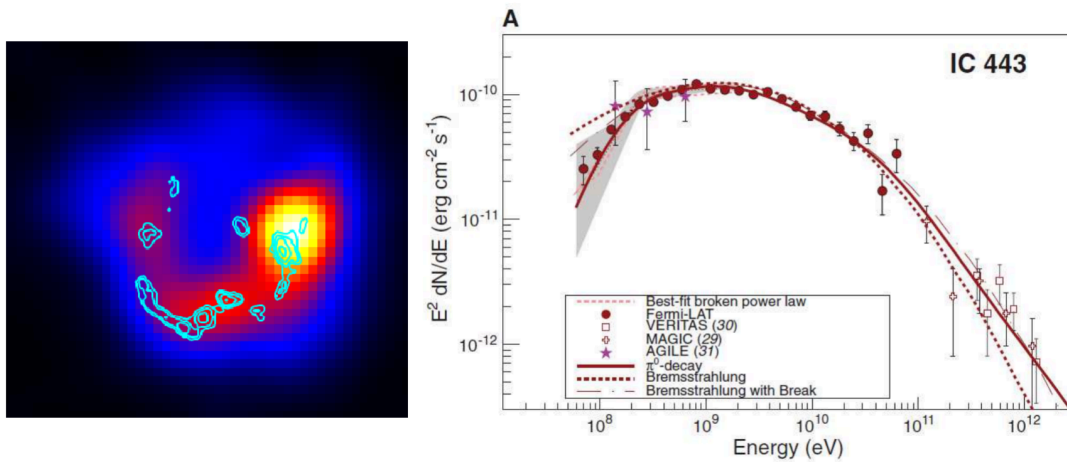 A
IC 443
E² dN/dE (erg cm⁻² s⁻¹)
10⁻¹⁰
10⁻¹¹
10⁻¹²
Best-fit broken power law
Fermi-LAT
VERITAS (30)
MAGIC (29)
AGILE (31)
π⁰-decay
Bremsstrahlung
Bremsstrahlung with Break
10⁸ 10⁹ 10¹⁰ 10¹¹ 10¹²
Energy (eV)